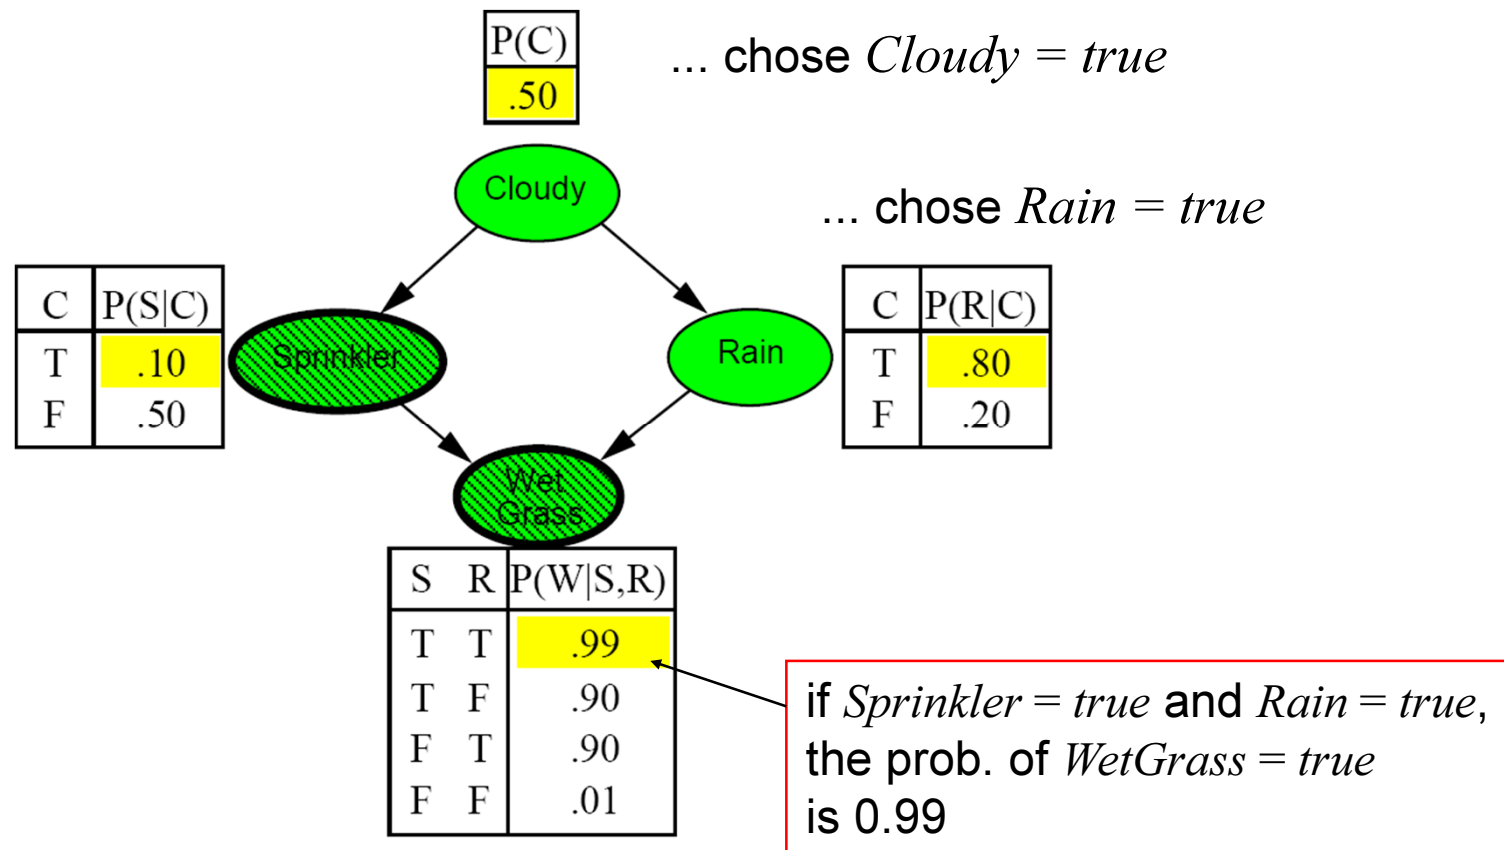 P(C)
.50
... chose Cloudy = true
Cloudy
... chose Rain = true
C P(S|C)
T .10
F .50
Sprinkler
Rain
C P(R|C)
T .80
F .20
Wet
Grass
S R P(W|S,R)
T T .99
T F .90
F T .90
F F .01
if Sprinkler = true and Rain = true,
the prob. of WetGrass = true
is 0.99